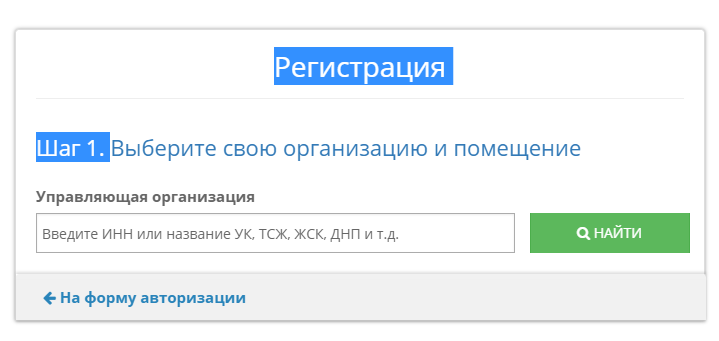 Регистрация
Шаг 1. Выберите свою организацию и помещение
Управляющая организация
Введите ИНН или название УК, ТСЖ, ЖСК, ДНП и т.д.
НАЙТИ
На форму авторизации